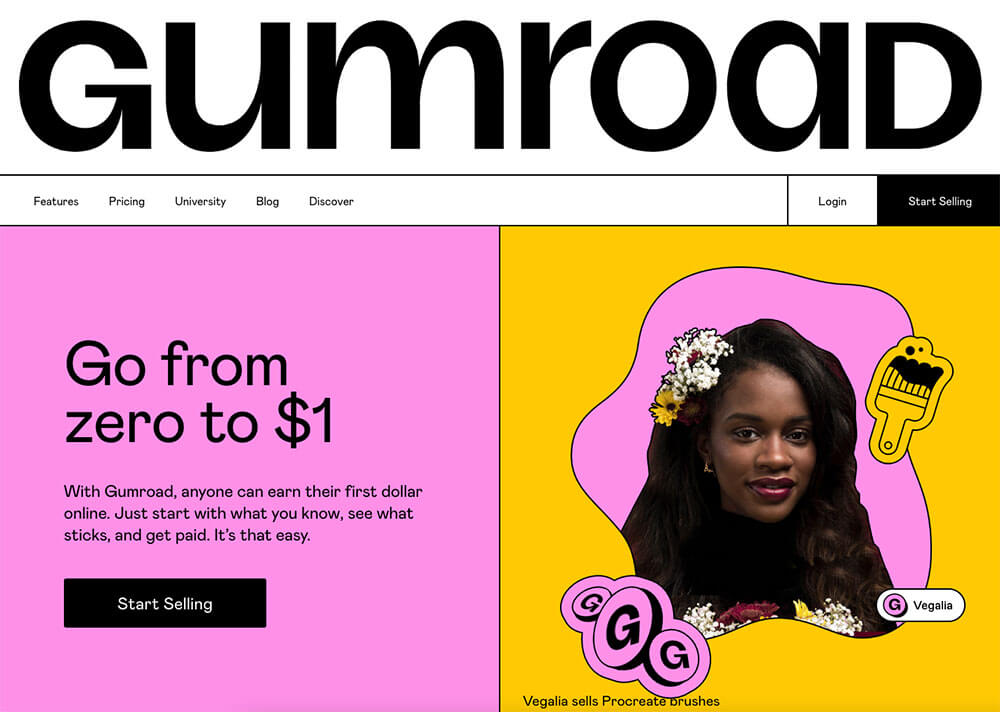 Gumroad
Features Pricing University Blog Discover Login Start Selling
Go from
zero to $1
With Gumroad, anyone can earn their first dollar
online. Just start with what you know, see what
sticks, and get paid. It's that easy.
Start Selling
G G G
G Vegalia
Vegalia sells Procreate brushes